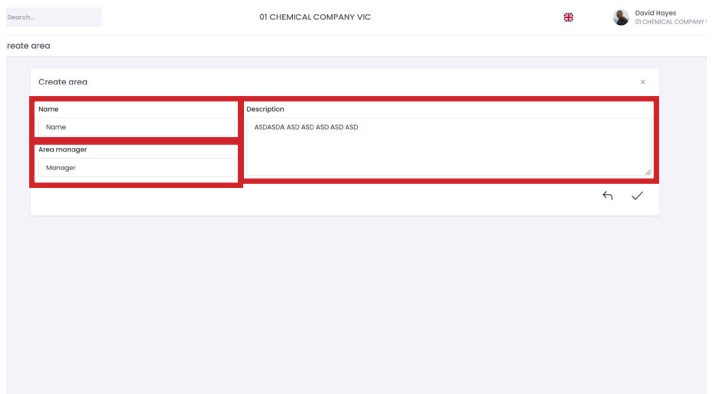 Search...
01 CHEMICAL COMPANY VIC
David Hayes
01 CHEMICAL COMPANY V
reate area
Create area
Name
Name
Description
ASDASDA ASD ASD ASD ASD ASD
Area manager
Manager